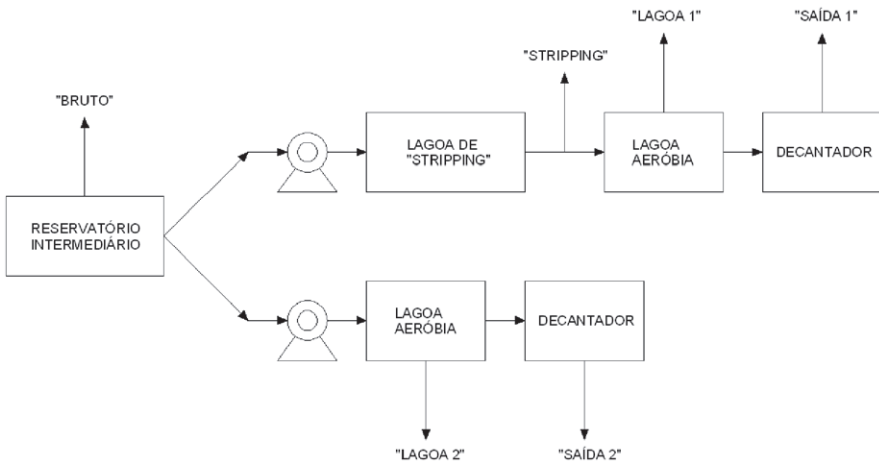 "LAGOA 1"
"SAÍDA 1"
"STRIPPING"
"BRUTO"
LAGOA DE
"STRIPPING"
LAGOA
AERÓBIA
DECANTADOR
RESERVATÓRIO
INTERMEDIÁRIO
LAGOA
AERÓBIA
DECANTADOR
"LAGOA 2"
"SAÍDA 2"